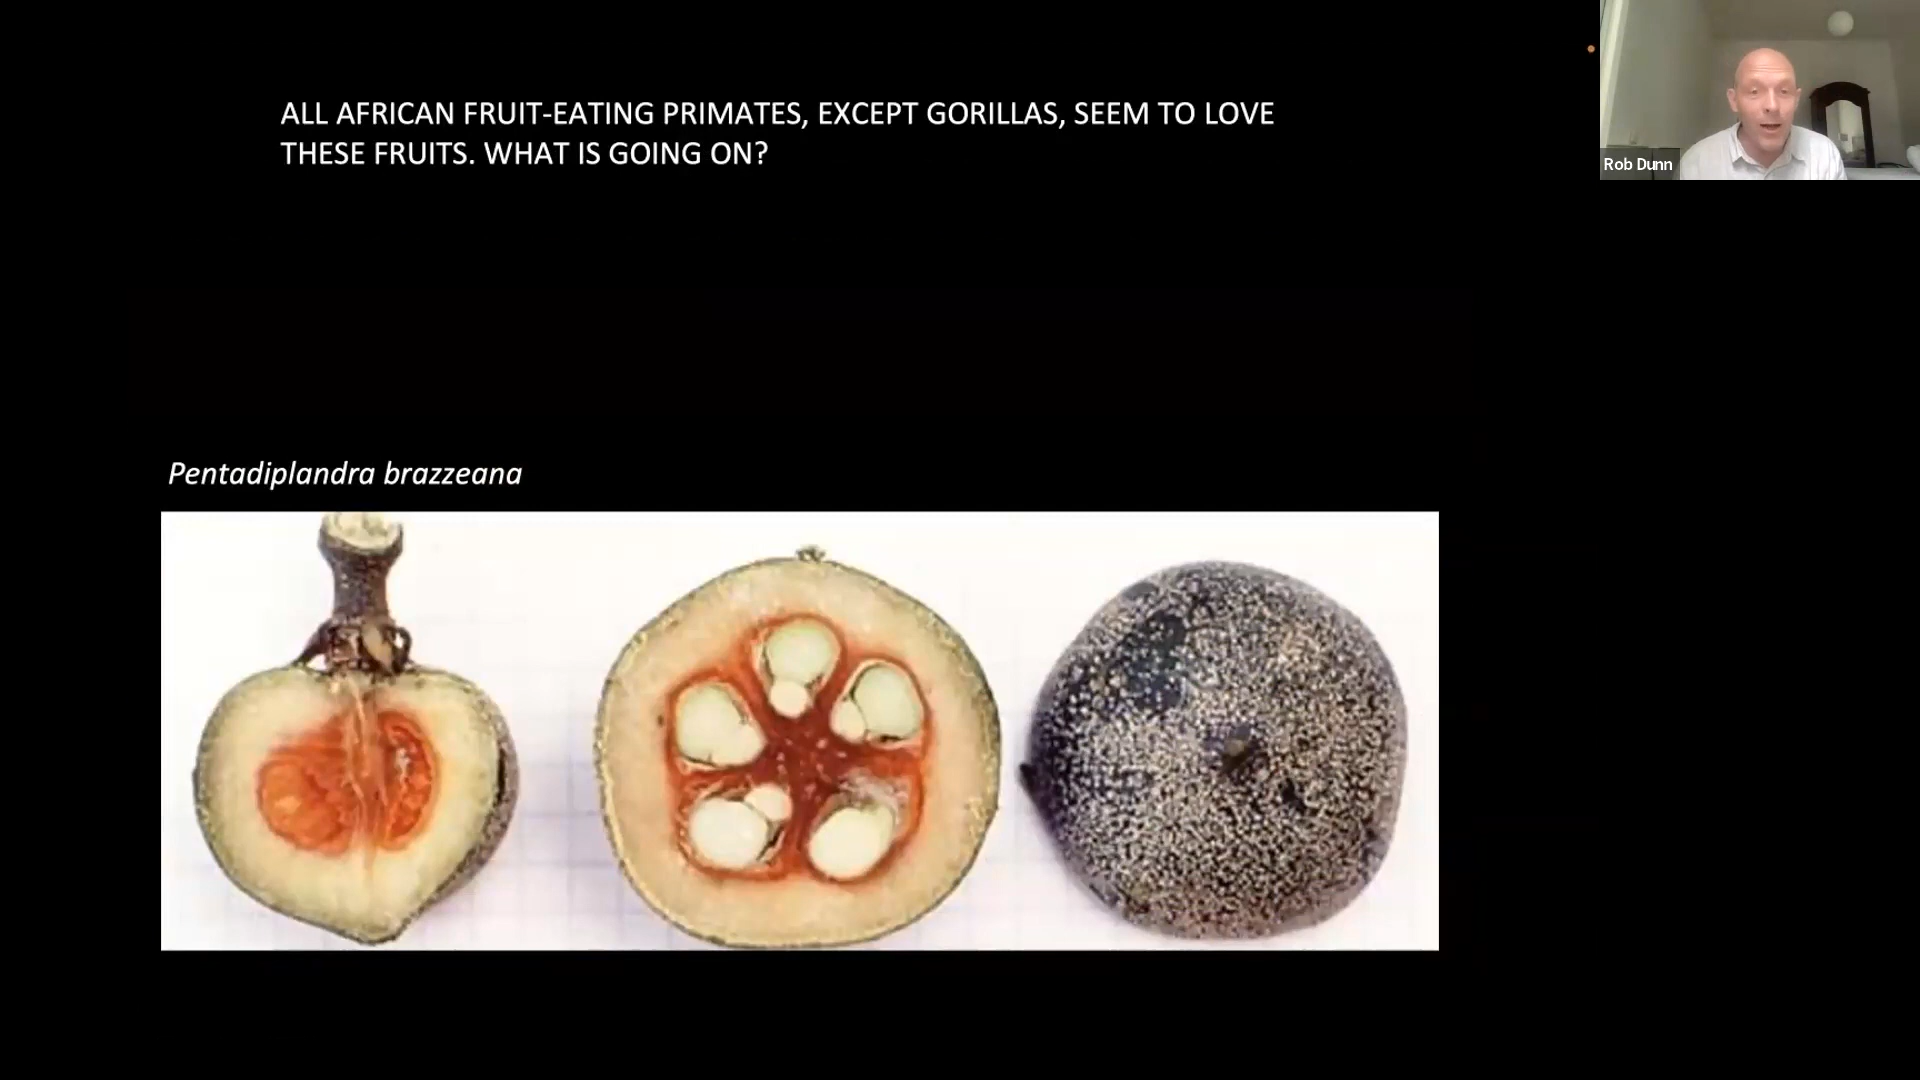 ALL AFRICAN FRUIT-EATING PRIMATES, EXCEPT GORILLAS, SEEM TO LOVE
THESE FRUITS. WHAT IS GOING ON?
Rob Dunn
Pentadiplandra brazzeana